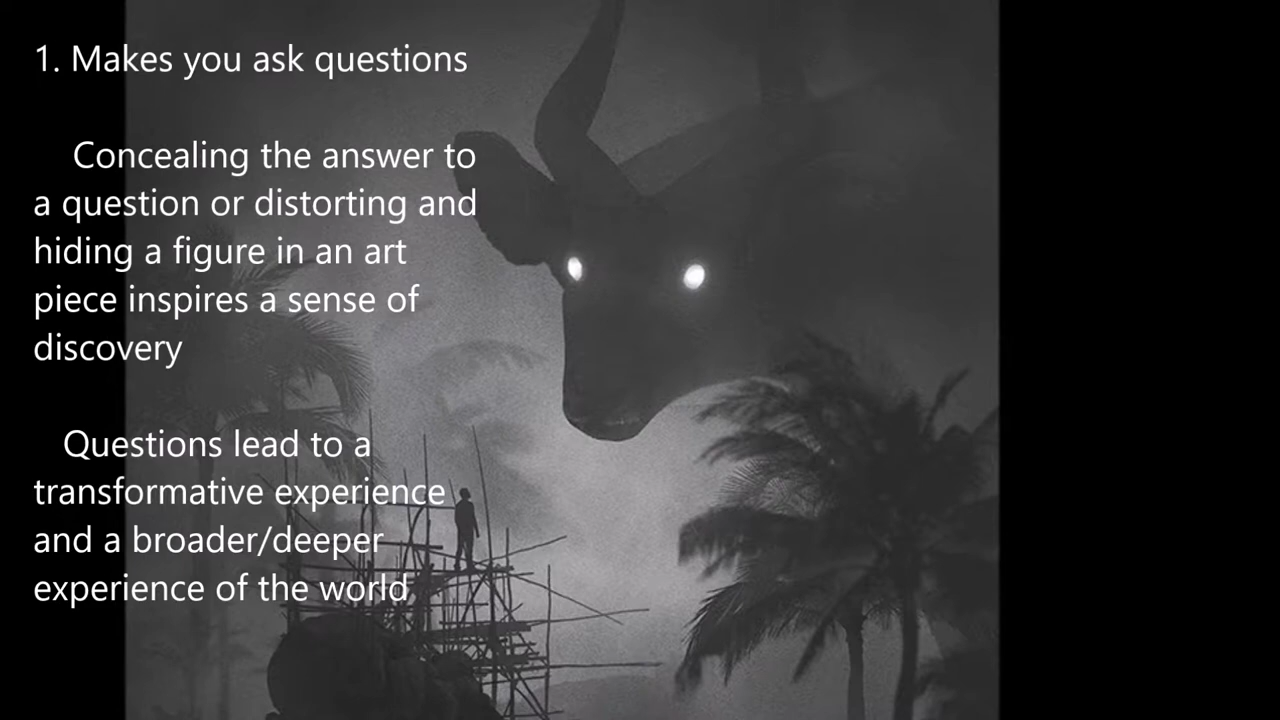 1. Makes you ask questions
Concealing the answer to
a question or distorting and
hiding a figure in an art
piece inspires a sense of
discovery
Questions lead to a
transformative experience
and a broader/deeper
experience of the world